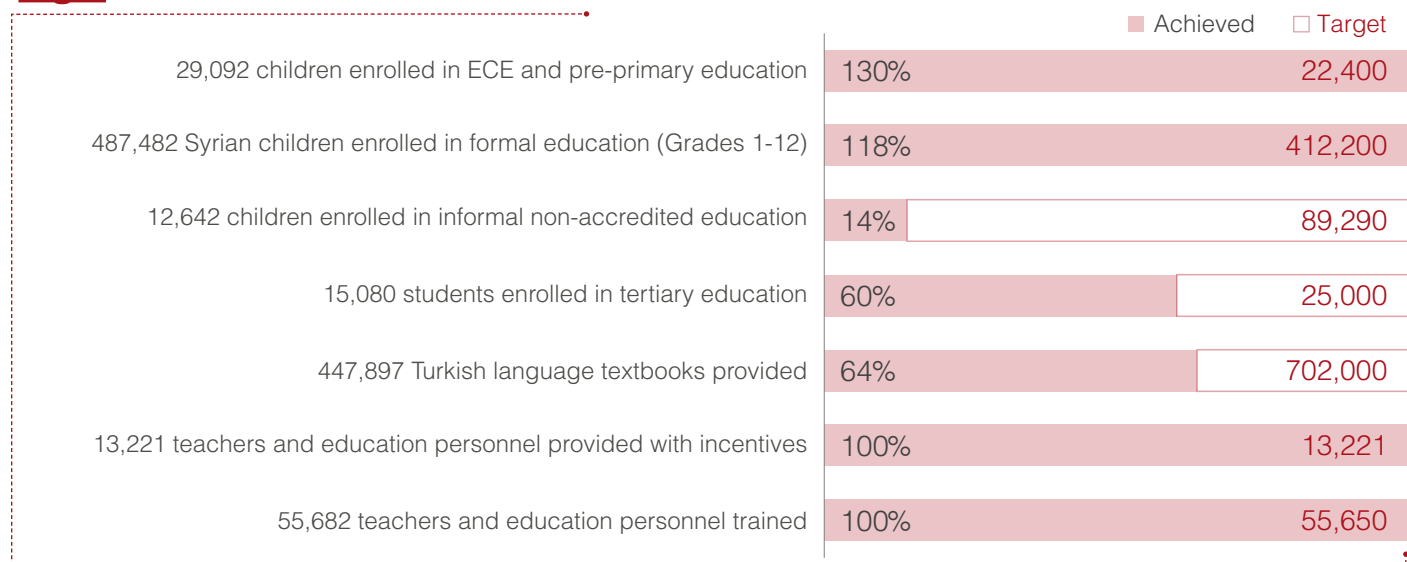 Achieved Target
29,092 children enrolled in ECE and pre-primary education 130% 22,400
487,482 Syrian children enrolled in formal education (Grades 1-12) 118% 412,200
12,642 children enrolled in informal non-accredited education 14% 89,290
15,080 students enrolled in tertiary education 60% 25,000
447,897 Turkish language textbooks provided 64% 702,000
13,221 teachers and education personnel provided with incentives 100% 13,221
55,682 teachers and education personnel trained 100% 55,650